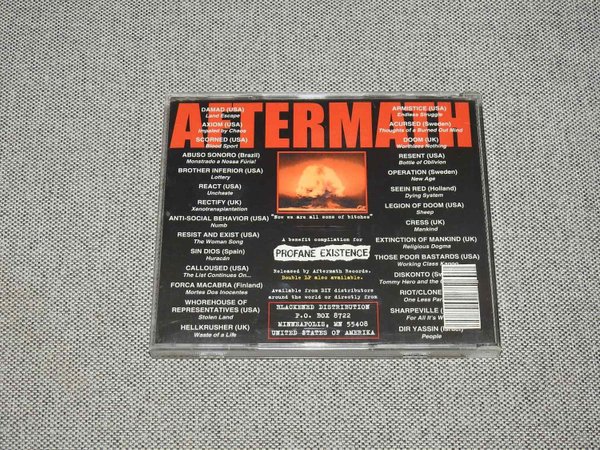 AFTERMATH
DAMAD (USA)
Land Escape
AXIOM (USA)
Impaled by Chaos
SCORNED (USA)
Blood Sport
ABUSO SONORO (Brazil)
Monstrado a Nossa Fúria!
BROTHER INFERIOR (USA)
Lottery
REACT (USA)
Uncheate
RECTIFY (UK)
Xenotransplantation
ANTI-SOCIAL BEHAVIOR (USA)
Numb
RESIST AND EXIST (USA)
The Woman Song
SIN DIOS (Spain)
Huracán
CALLOUSED (USA)
The List Continues On...
FORCA MACABRA (Finland)
Mortes Dos Inocentes
WHOREHOUSE OF
REPRESENTATIVES (USA)
Stolen Land
HELLKRUSHER (UK)
Waste of a Life
"Now we are all sons of bitches"
A benefit compilation for
PROFANE EXISTENCE
Released by Aftermath Records.
Double LP also available.
Available from DIY distributors
around the world or directly from
BLACKENED DISTRIBUTION
P.O. BOX 8722
MINNEAPOLIS, MN 55408
UNITED STATES OF AMERIKA
ARMISTICE (USA)
Endless Struggle
ACURSED (Sweden)
Thoughts of a Burned Out Mind
DOOM (UK)
Worthless Nothing
RESENT (USA)
Bottle of Oblivion
OPERATION (Sweden)
New Age
SEEIN RED (Holland)
Dying System
LEGION OF DOOM (USA)
Sheep
CRESS (UK)
Mankind
EXTINCTION OF MANKIND (UK)
Religious Dogma
THOSE POOR BASTARDS (USA)
Working Class
DISKONTO (Sweden)
Tommy Hero and the
RIOT/CLONE
One Less
SHARPEVILLE
For All It's
DIR YASSIN
People